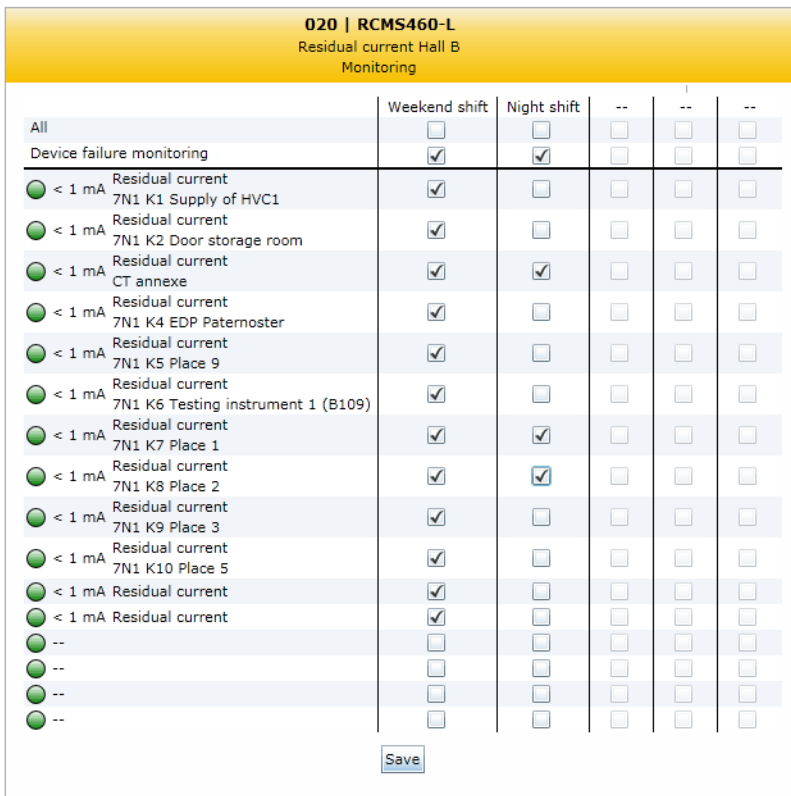 020 | RCMS460-L
Residual current Hall B
Monitoring
Weekend shift Night shift -- -- --
All
Device failure monitoring
< 1 mA Residual current
7N1 K1 Supply of HVC1
< 1 mA Residual current
7N1 K2 Door storage room
< 1 mA Residual current
CT annexe
< 1 mA Residual current
7N1 K4 EDP Paternoster
< 1 mA Residual current
7N1 K5 Place 9
< 1 mA Residual current
7N1 K6 Testing instrument 1 (B109)
< 1 mA Residual current
7N1 K7 Place 1
< 1 mA Residual current
7N1 K8 Place 2
< 1 mA Residual current
7N1 K9 Place 3
< 1 mA Residual current
7N1 K10 Place 5
< 1 mA Residual current
< 1 mA Residual current
--
--
--
--
Save